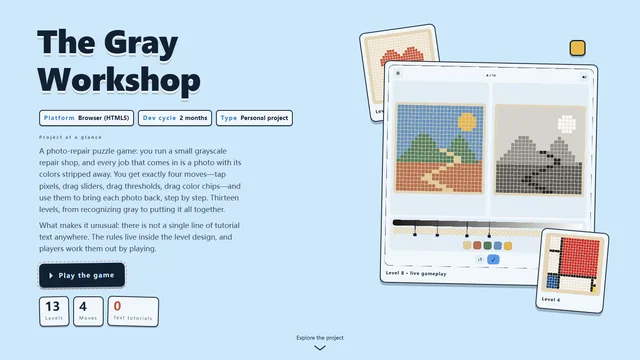 The Gray
Workshop
Platform Browser (HTML5)
Dev cycle 2 months
Type Personal project
Project at a glance
A photo-repair puzzle game: you run a small grayscale
repair shop, and every job that comes in is a photo with its
colors stripped away. You get exactly four moves—tap
pixels, drag sliders, drag thresholds, drag color chips—and
use them to bring each photo back, step by step. Thirteen
levels, from recognizing gray to putting it all together.
What makes it unusual: there is not a single line of tutorial
text anywhere. The rules live inside the level design, and
players work them out by playing.
Play the game
13
Levels
4
Moves
0
Text tutorials
Level 8 • live gameplay
Level 4
Explore the project